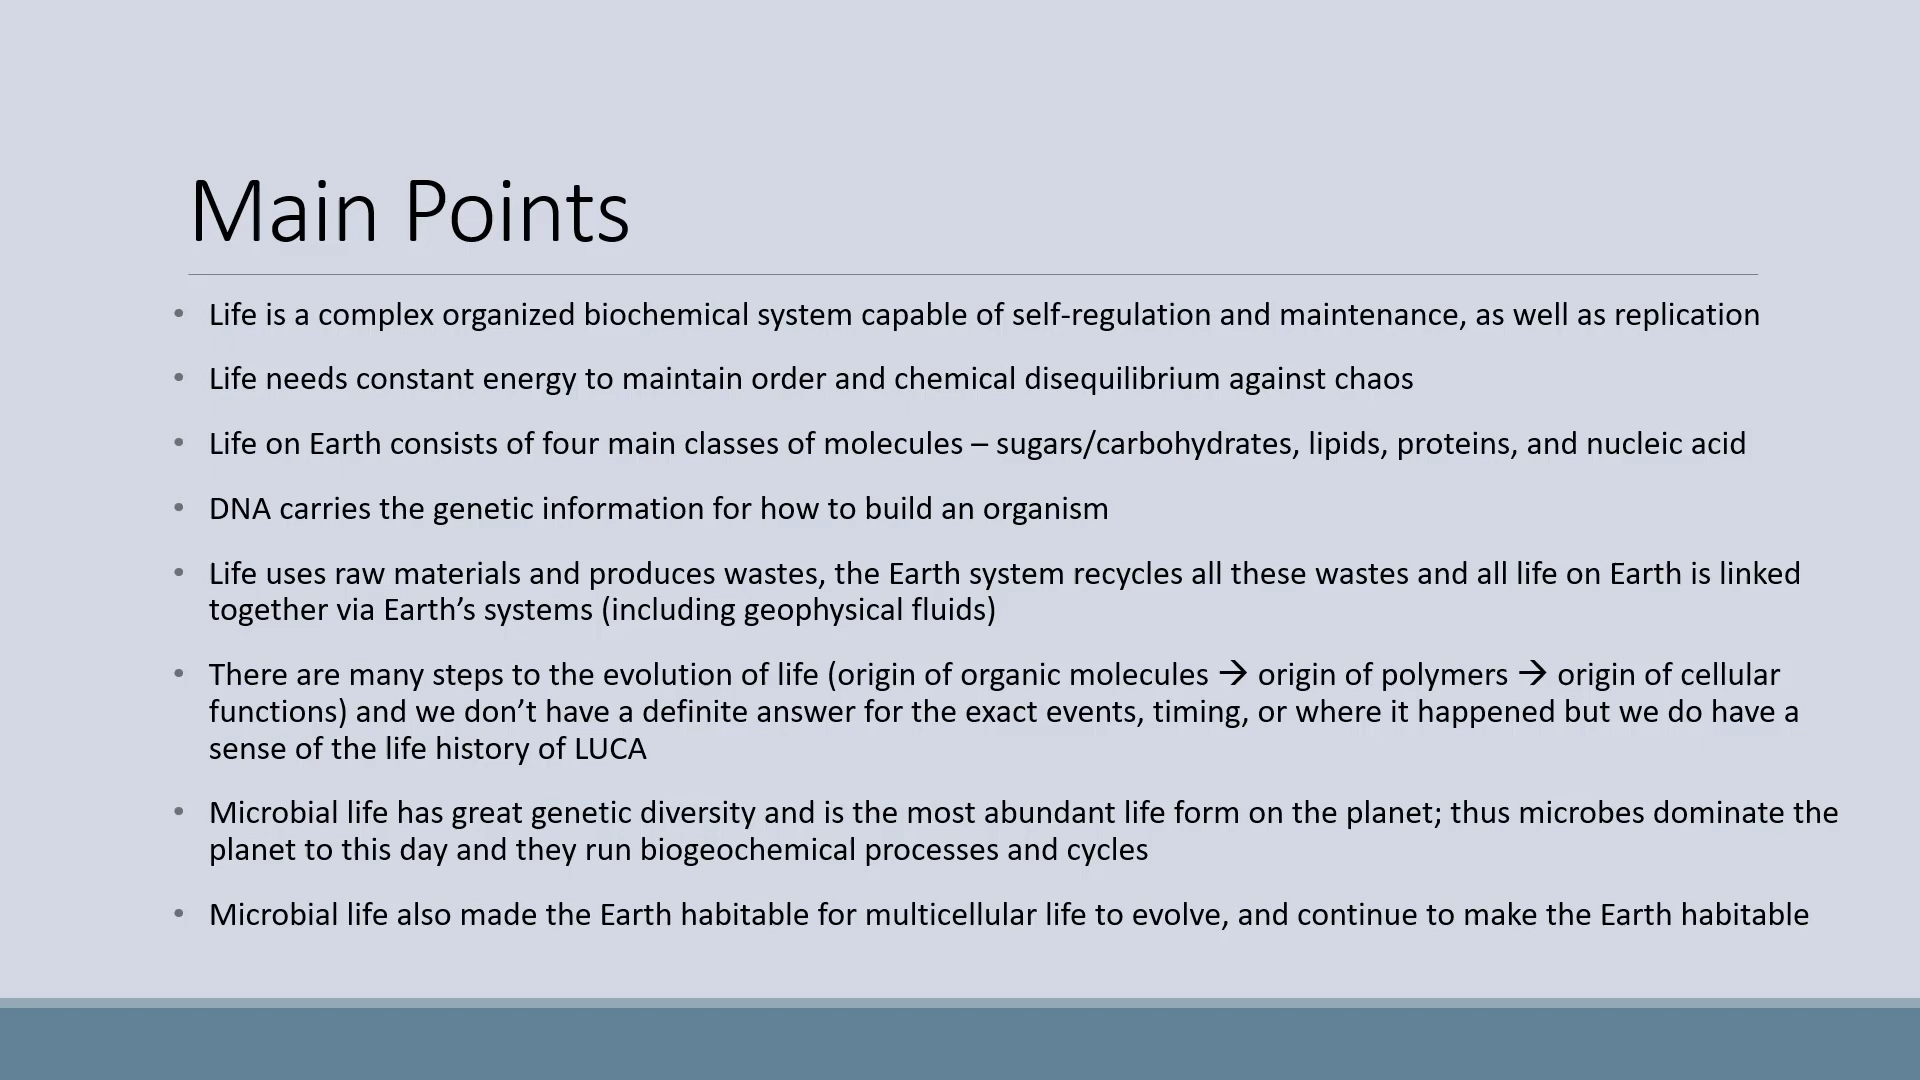 Main Points
• Life is a complex organized biochemical system capable of self-regulation and maintenance, as well as replication
• Life needs constant energy to maintain order and chemical disequilibrium against chaos
• Life on Earth consists of four main classes of molecules – sugars/carbohydrates, lipids, proteins, and nucleic acid
• DNA carries the genetic information for how to build an organism
• Life uses raw materials and produces wastes, the Earth system recycles all these wastes and all life on Earth is linked
together via Earth’s systems (including geophysical fluids)
• There are many steps to the evolution of life (origin of organic molecules → origin of polymers → origin of cellular
functions) and we don’t have a definite answer for the exact events, timing, or where it happened but we do have a
sense of the life history of LUCA
• Microbial life has great genetic diversity and is the most abundant life form on the planet; thus microbes dominate the
planet to this day and they run biogeochemical processes and cycles
• Microbial life also made the Earth habitable for multicellular life to evolve, and continue to make the Earth habitable